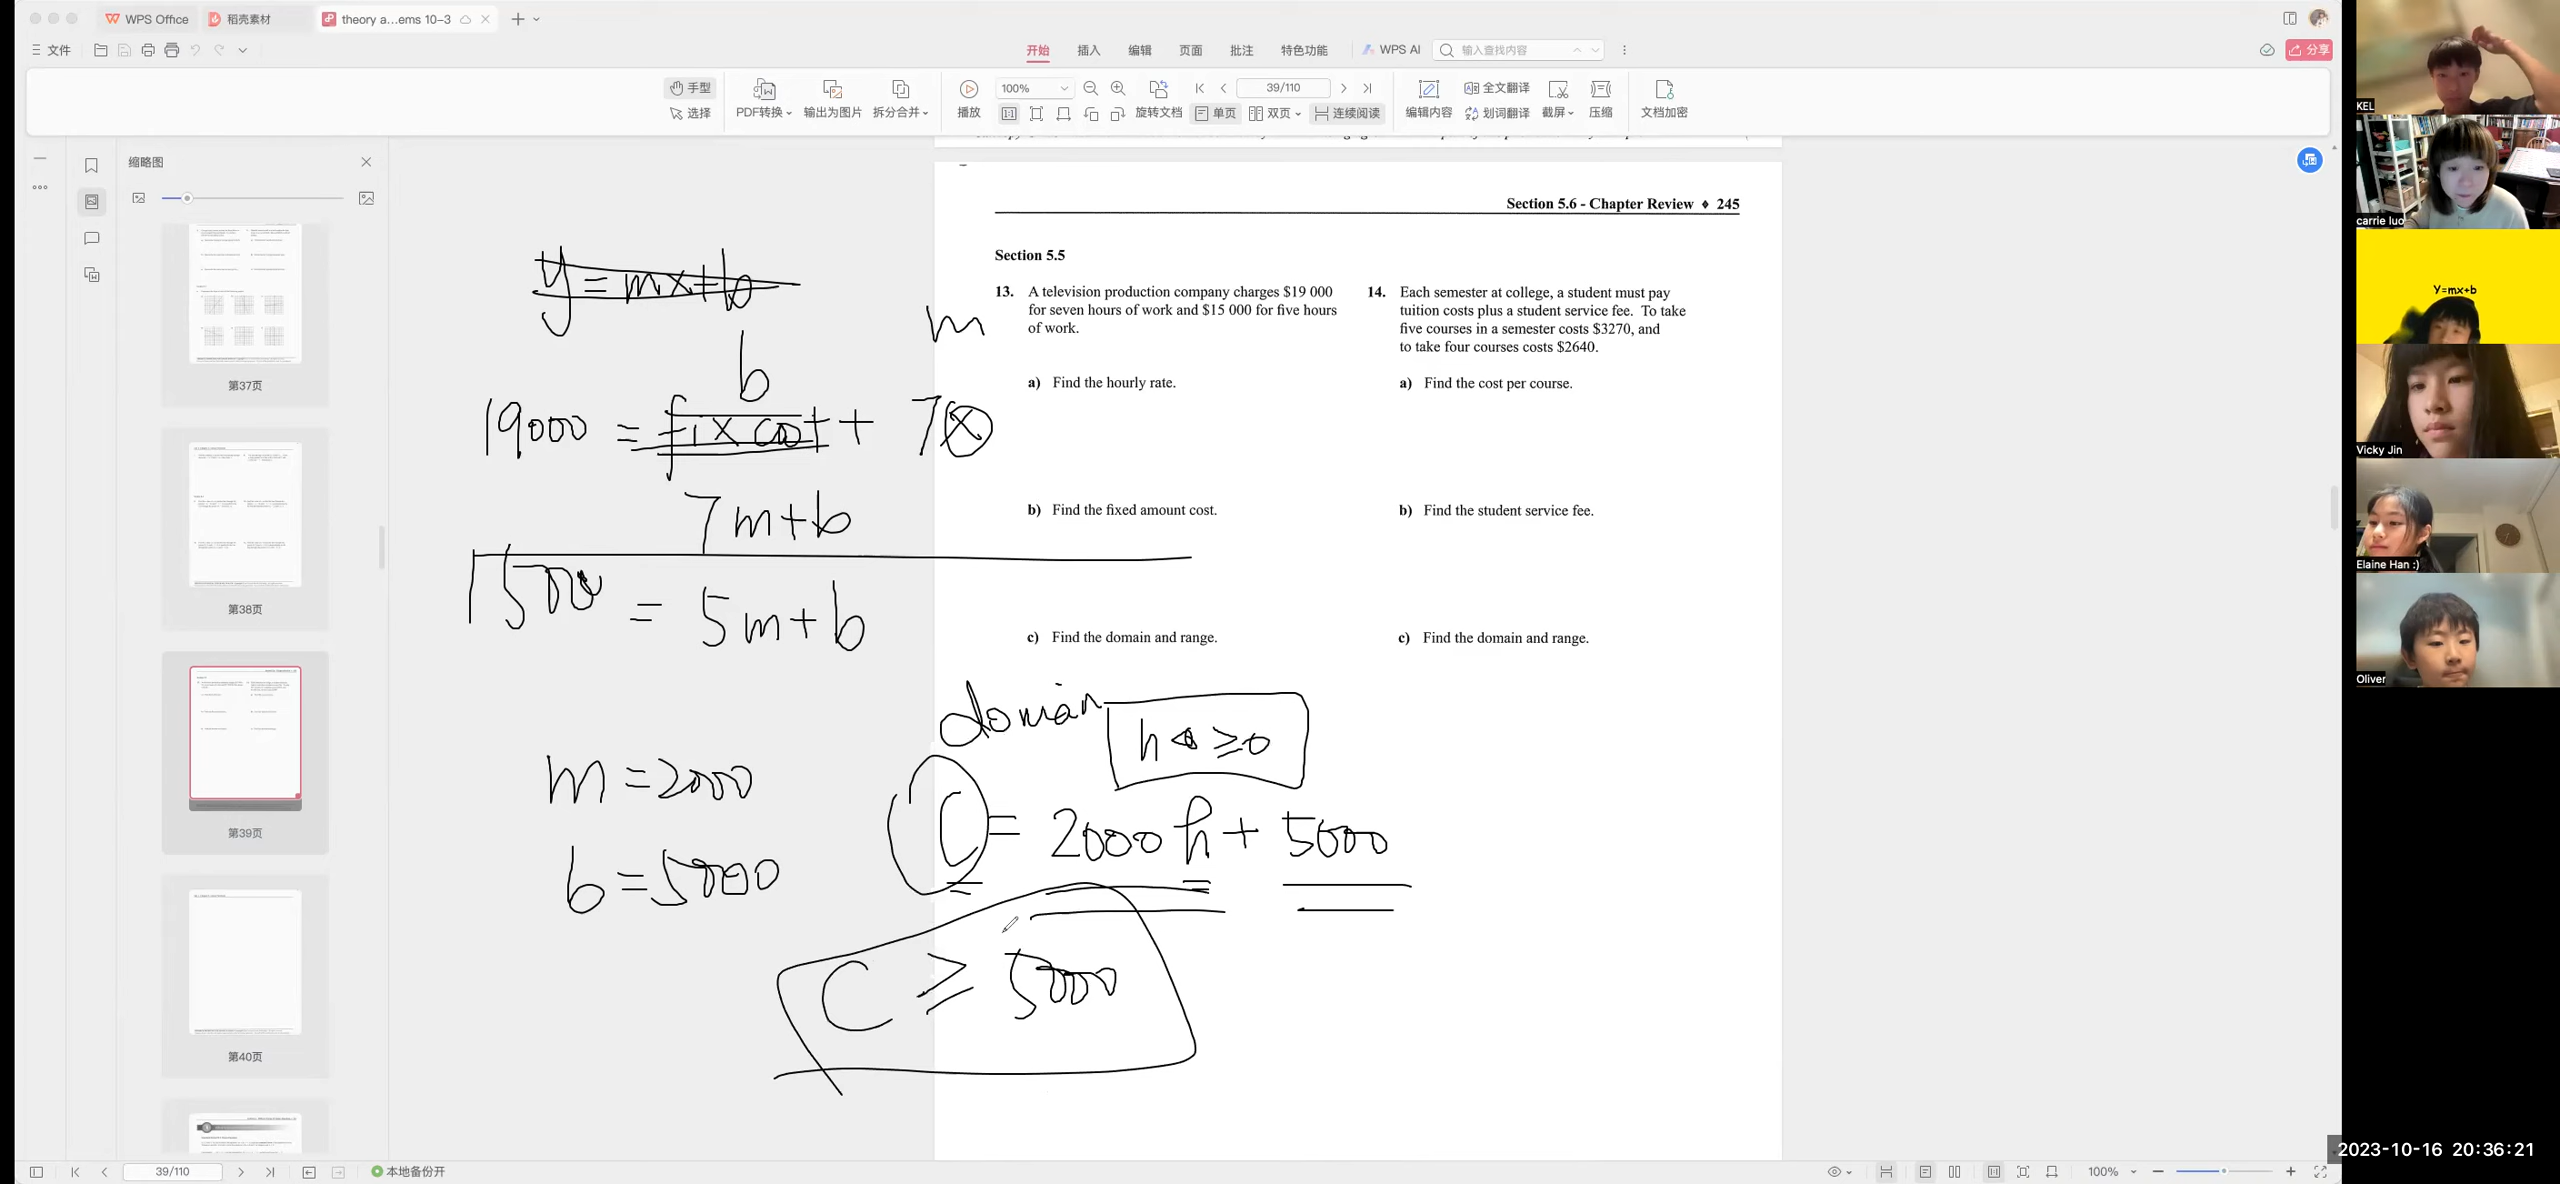 WPS Office
稻壳素材
theory a...ems 10-3
文件
开始 插入 编辑 页面 批注 特色功能 WPS AI 输入查找内容
分享
手型
选择
PDF转换 输出为图片 拆分合并
播放
100%
39/110
旋转文档 单页 双页 连续阅读
编辑内容
全文翻译
划词翻译
截屏 压缩 文档加密
缩略图
第37页
第38页
第39页
第40页
Section 5.6 - Chapter Review ♦ 245
Section 5.5
13. A television production company charges $19 000
for seven hours of work and $15 000 for five hours
of work.
a) Find the hourly rate.
b) Find the fixed amount cost.
c) Find the domain and range.
14. Each semester at college, a student must pay
tuition costs plus a student service fee. To take
five courses in a semester costs $3270, and
to take four courses costs $2640.
a) Find the cost per course.
b) Find the student service fee.
c) Find the domain and range.
y = mx+b
b
m
19000 = fix cost + 7x
7m+b
15000 = 5m+b
m = 2000
b = 5000
domain
h ≥ 0
C = 2000h + 5000
C ≥ 5000
KEL
carrie luo
Y=mx+b
Vicky Jin
Elaine Han :)
Oliver
39/110
本地备份开
100%
2023-10-16 20:36:21